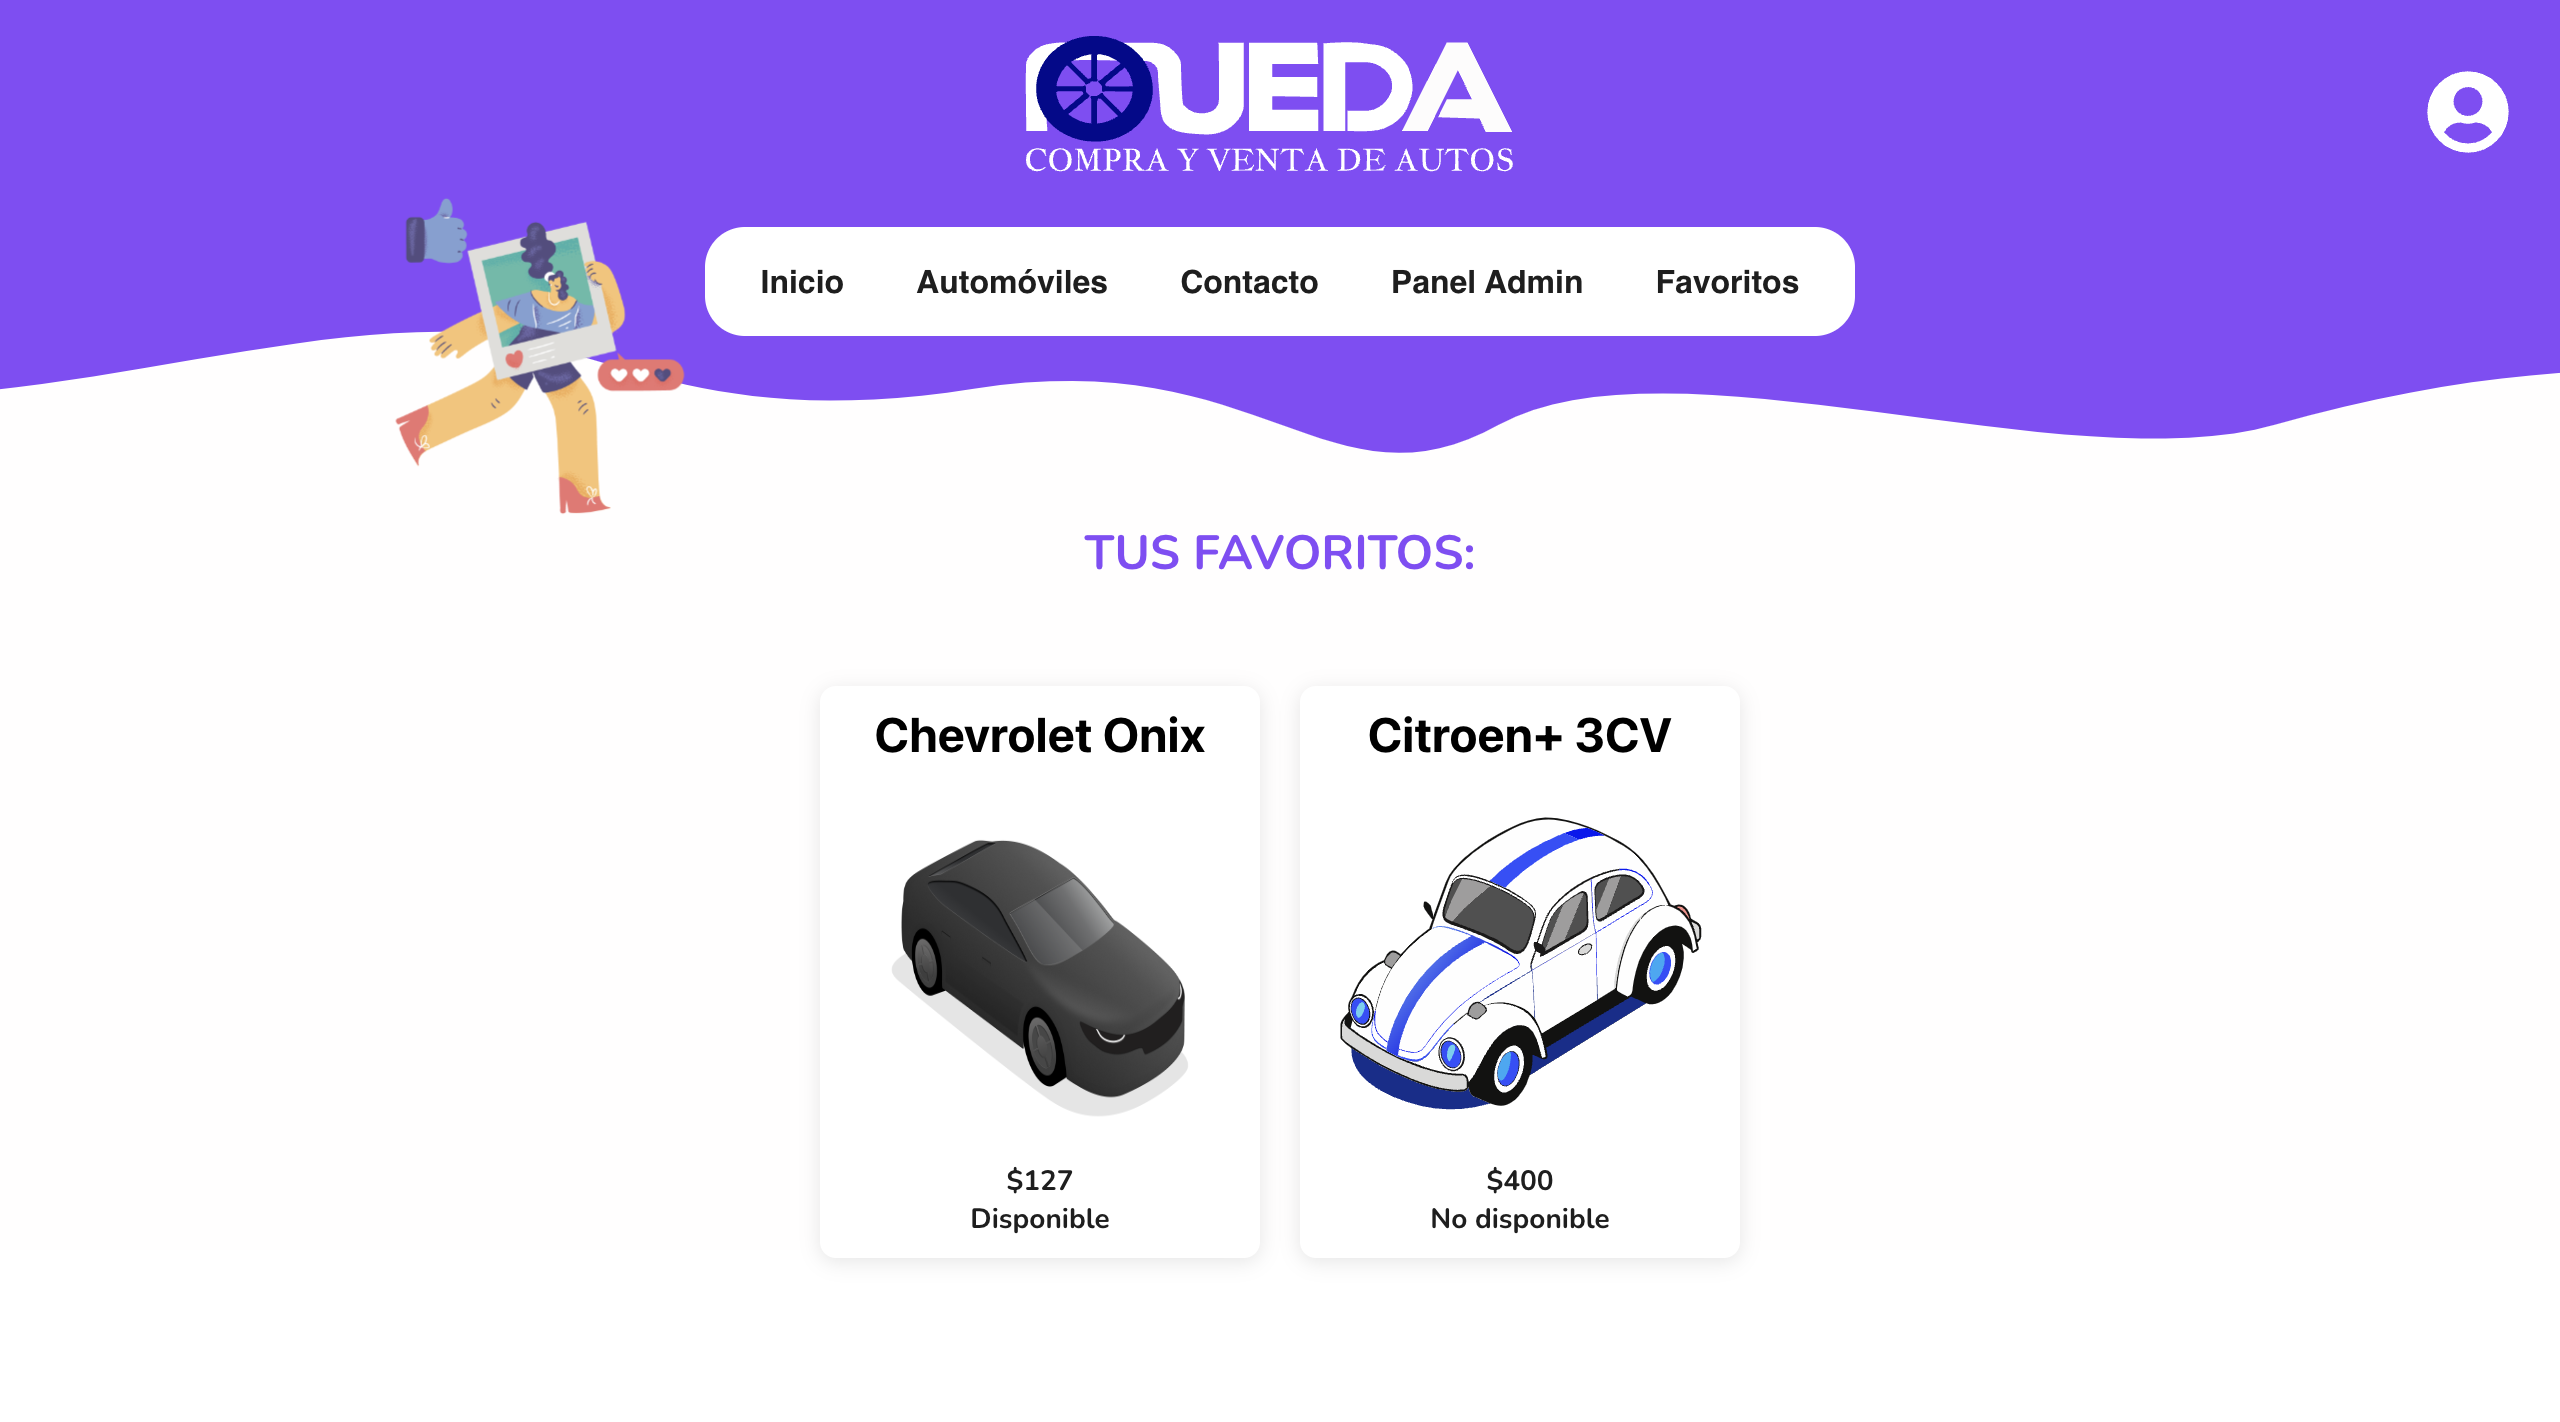 RUEDA
COMPRA Y VENTA DE AUTOS
Inicio Automóviles Contacto Panel Admin Favoritos
TUS FAVORITOS:
Chevrolet Onix
$127
Disponible
Citroen+ 3CV
$400
No disponible